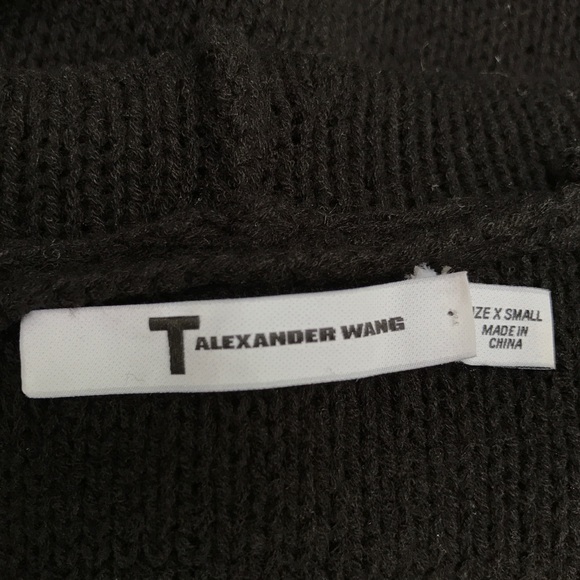 T ALEXANDER WANG
X SMALL
MADE IN
CHINA